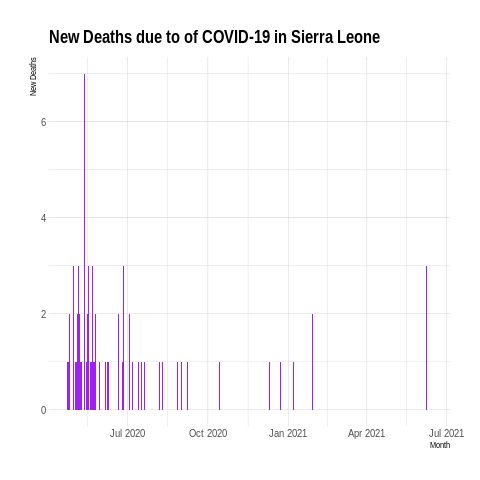 New Deaths due to of COVID-19 in Sierra Leone
New Deaths
6
4
2
0
Jul 2020 Oct 2020 Jan 2021 Apr 2021 Jul 2021
Month